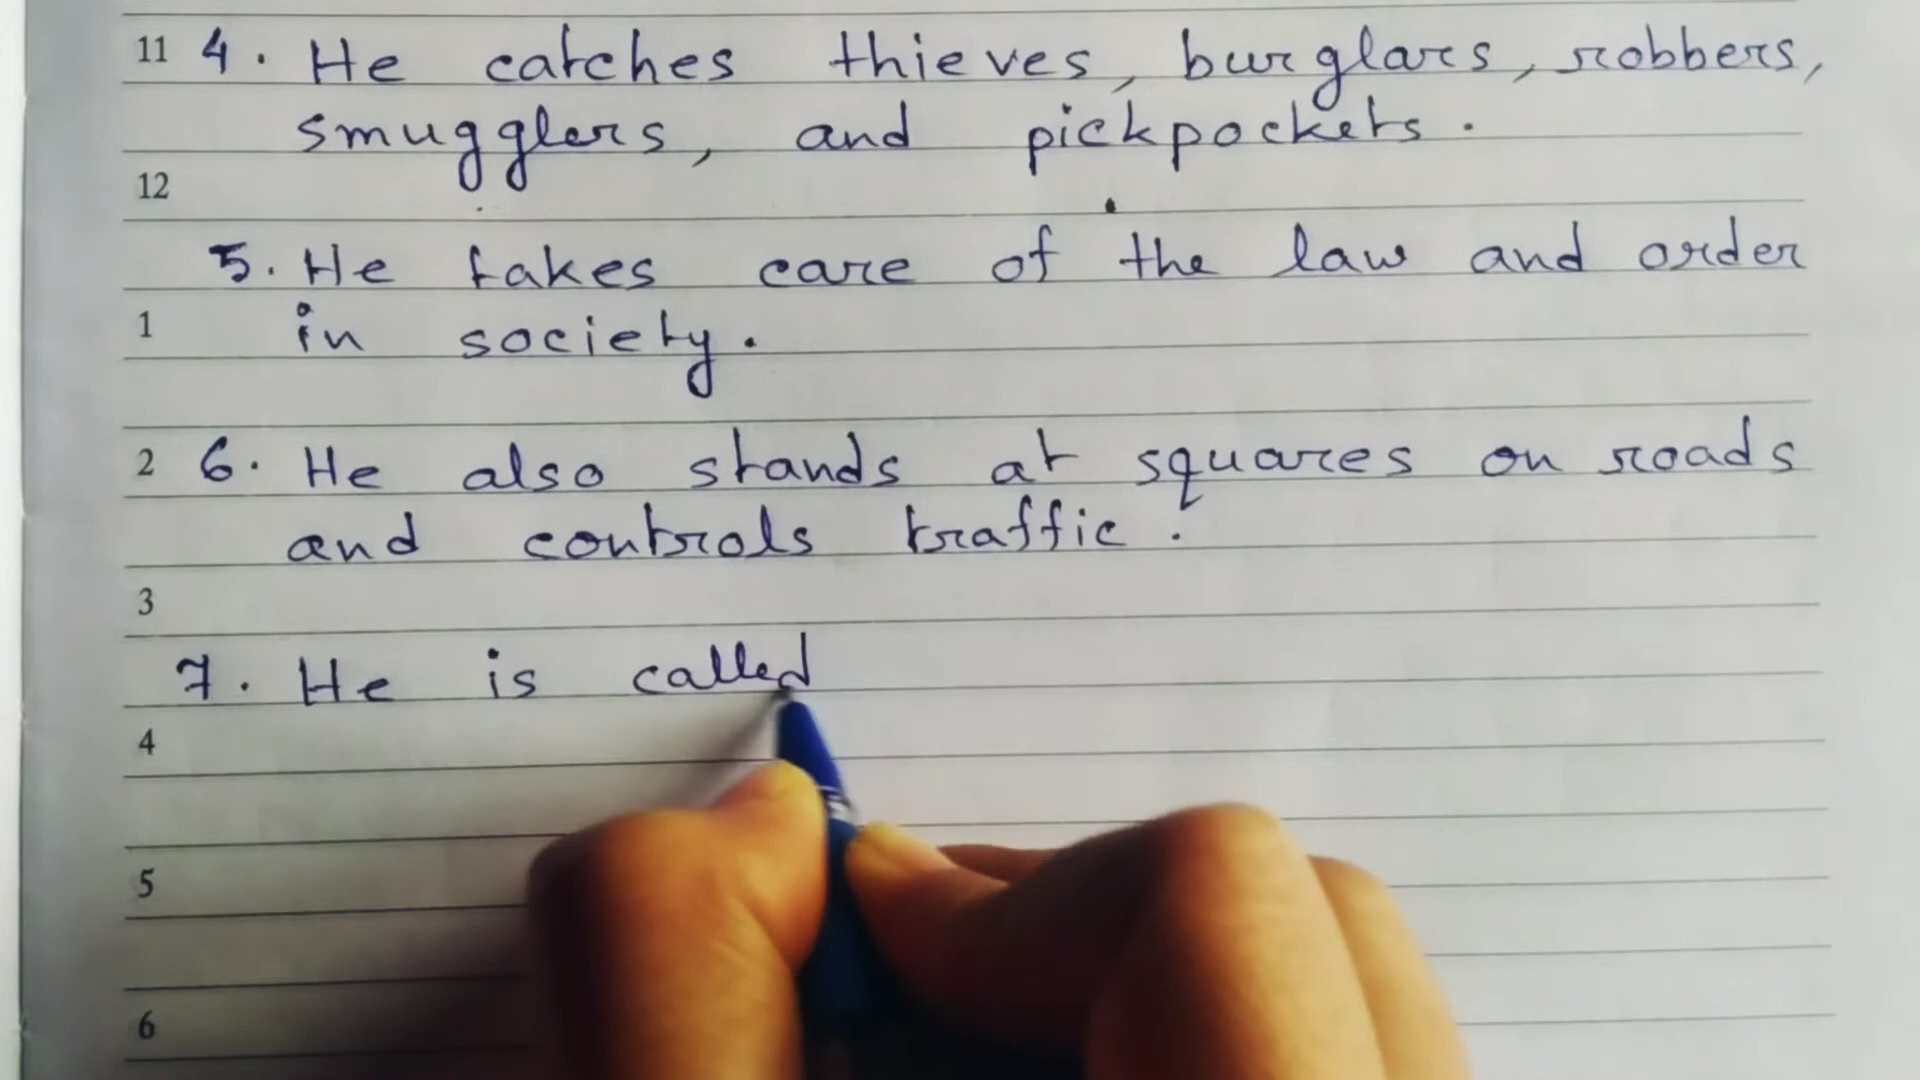 11 4. He catches thieves, burglars, robbers,
smugglers, and pickpockets.
12
5. He takes care of the law and order
1 in society.
2 6. He also stands at squares on roads
and controls traffic.
3
7. He is called
4
5
6